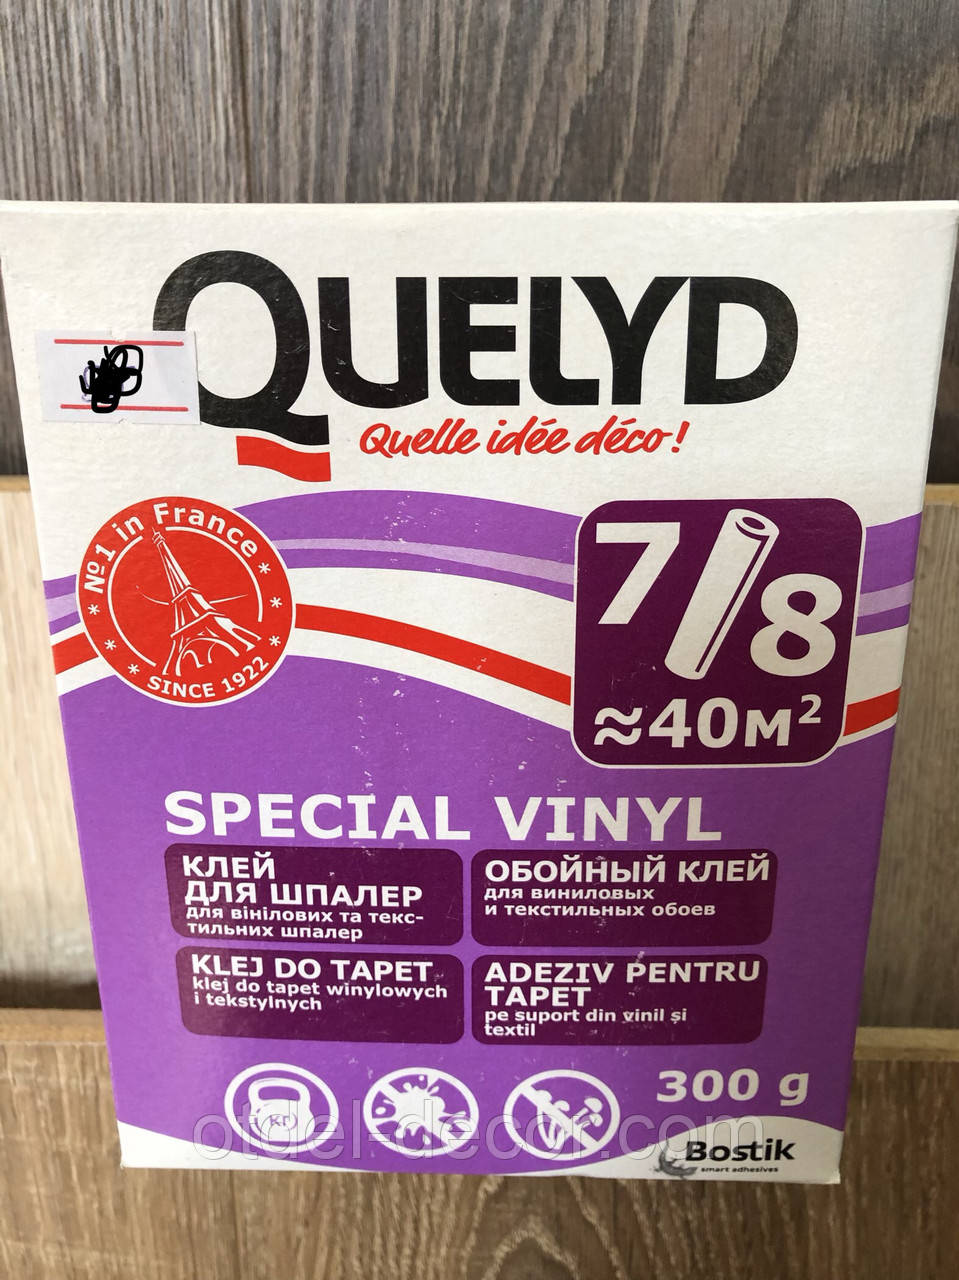 QUELYD
Quelle idée déco!
№1 in France
SINCE 1922
7/8
≈40м²
SPECIAL VINYL
КЛЕЙ
ДЛЯ ШПАЛЕР
для вінілових та текс-
тильних шпалер
ОБОЙНЫЙ КЛЕЙ
для виниловых
и текстильных обоев
KLEJ DO TAPET
klej do tapet winylowych
i tekstylnych
ADEZIV PENTRU
TAPET
pe suport din vinil și
textil
кг
300 g
otdel-decor.com
Bostik
smart adhesives